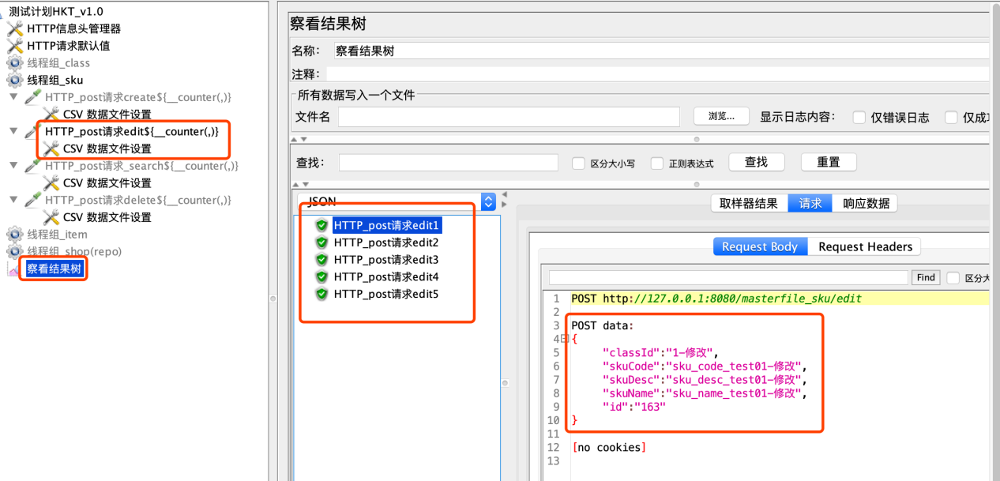 测试计划HKT_v1.0
HTTP信息头管理器
HTTP请求默认值
线程组_class
线程组_sku
HTTP_post请求create${__counter(,)}
CSV 数据文件设置
HTTP_post请求edit${__counter(,)}
CSV 数据文件设置
HTTP_post请求_search${__counter(,)}
CSV 数据文件设置
HTTP_post请求delete${__counter(,)}
CSV 数据文件设置
线程组_item
线程组_shop(repo)
察看结果树
察看结果树
名称: 察看结果树
注释:
所有数据写入一个文件
文件名 浏览... 显示日志内容: 仅错误日志 仅成
查找: 区分大小写 正则表达式 查找 重置
JSON
HTTP_post请求edit1
HTTP_post请求edit2
HTTP_post请求edit3
HTTP_post请求edit4
HTTP_post请求edit5
取样器结果 请求 响应数据
Request Body Request Headers
Find 区分
1 POST http://127.0.0.1:8080/masterfile_sku/edit
2
3 POST data:
4 {
5 "classId":"1-修改",
6 "skuCode":"sku_code_test01-修改",
7 "skuDesc":"sku_desc_test01-修改",
8 "skuName":"sku_name_test01-修改",
9 "id":"163"
10 }
11
12 [no cookies]
13